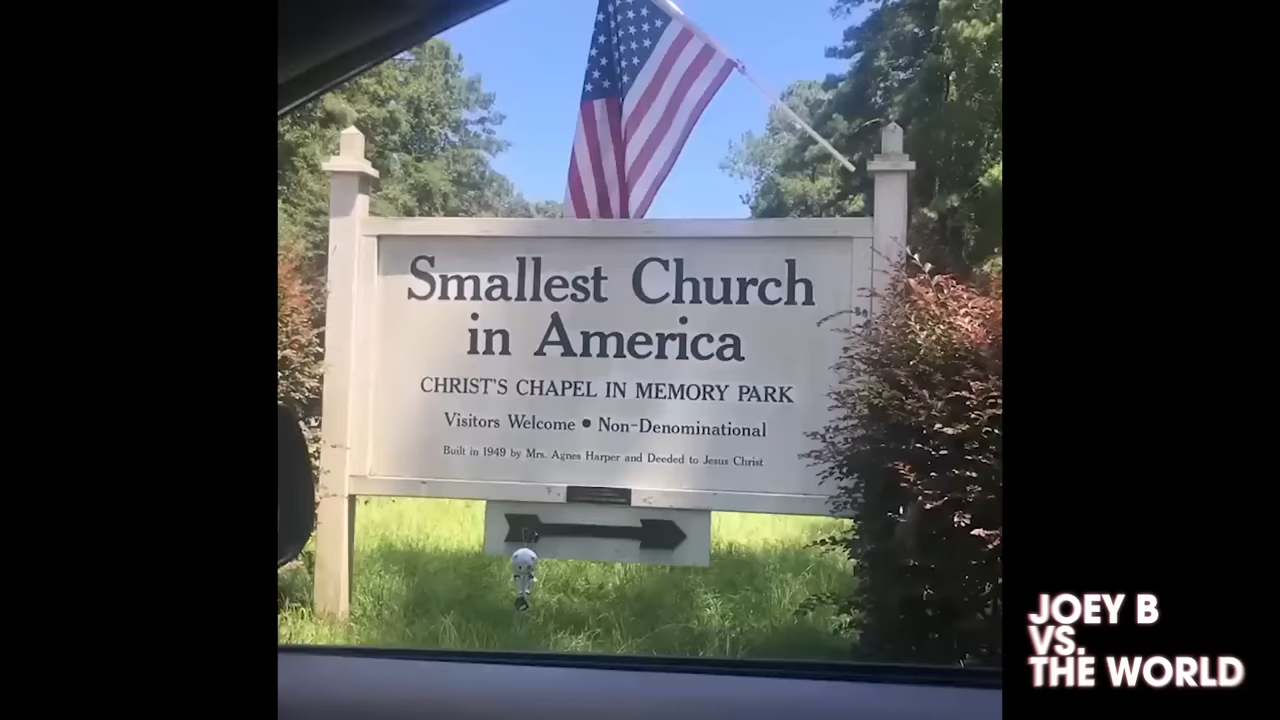 Smallest Church
in America
CHRIST'S CHAPEL IN MEMORY PARK
Visitors Welcome • Non-Denominational
Built in 1949 by Mrs. Agnes Harper and Deeded to Jesus Christ
JOEY B
VS.
THE WORLD